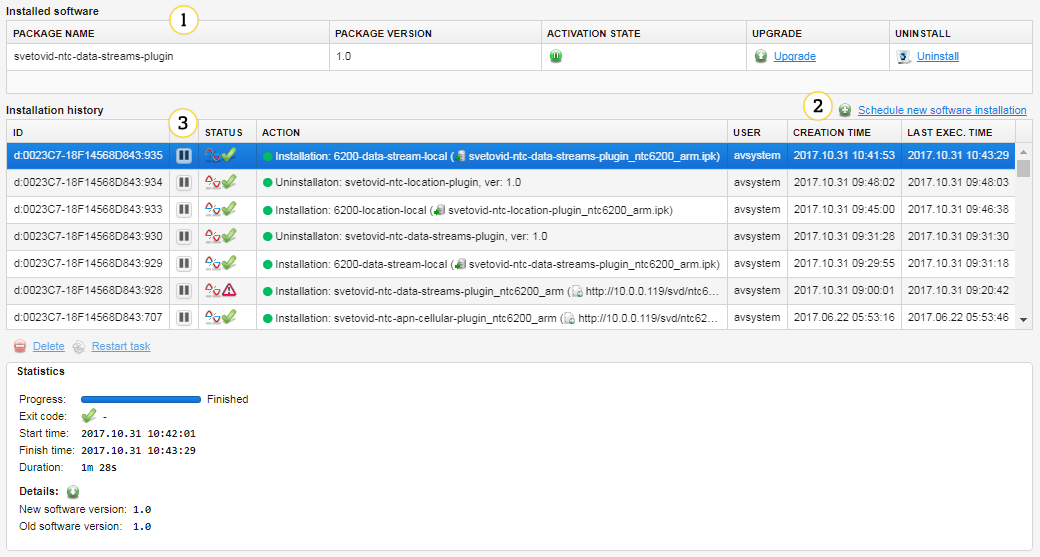 Installed software
1
PACKAGE NAME PACKAGE VERSION ACTIVATION STATE UPGRADE UNINSTALL
svetovid-ntc-data-streams-plugin 1.0 Upgrade Uninstall
Installation history 2 Schedule new software installation
ID 3 STATUS ACTION USER CREATION TIME LAST EXEC. TIME
d:0023C7-18F14568D843:935 Installation: 6200-data-stream-local (svetovid-ntc-data-streams-plugin_ntc6200_arm.ipk) avsystem 2017.10.31 10:41:53 2017.10.31 10:43:29
d:0023C7-18F14568D843:934 Uninstallaton: svetovid-ntc-location-plugin, ver: 1.0 avsystem 2017.10.31 09:48:02 2017.10.31 09:48:03
d:0023C7-18F14568D843:933 Installation: 6200-location-local (svetovid-ntc-location-plugin_ntc6200_arm.ipk) avsystem 2017.10.31 09:45:00 2017.10.31 09:46:38
d:0023C7-18F14568D843:930 Uninstallaton: svetovid-ntc-data-streams-plugin, ver: 1.0 avsystem 2017.10.31 09:31:28 2017.10.31 09:31:30
d:0023C7-18F14568D843:929 Installation: 6200-data-stream-local (svetovid-ntc-data-streams-plugin_ntc6200_arm.ipk) avsystem 2017.10.31 09:29:55 2017.10.31 09:31:18
d:0023C7-18F14568D843:928 Installation: svetovid-ntc-data-streams-plugin_ntc6200_arm (http://10.0.0.119/svd/ntc6... avsystem 2017.10.31 09:00:01 2017.10.31 09:20:42
d:0023C7-18F14568D843:707 Installation: svetovid-ntc-apn-cellular-plugin_ntc6200_arm (http://10.0.0.119/svd/ntc62... avsystem 2017.06.22 05:53:16 2017.06.22 05:53:46
Delete Restart task
Statistics
Progress: Finished
Exit code: -
Start time: 2017.10.31 10:42:01
Finish time: 2017.10.31 10:43:29
Duration: 1m 28s
Details:
New software version: 1.0
Old software version: 1.0